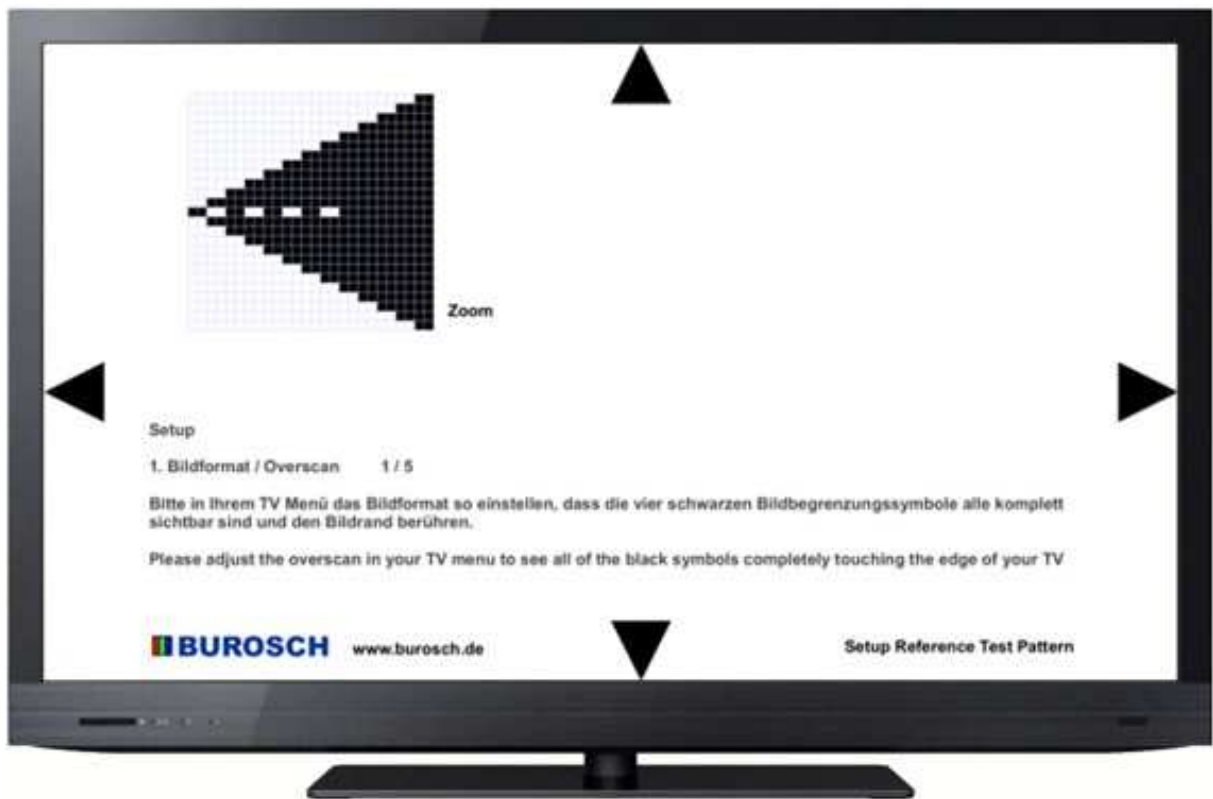 Zoom
Setup
1. Bildformat / Overscan 1 / 5
Bitte in Ihrem TV Menü das Bildformat so einstellen, dass die vier schwarzen Bildbegrenzungssymbole alle komplett
sichtbar sind und den Bildrand berühren.
Please adjust the overscan in your TV menu to see all of the black symbols completely touching the edge of your TV
BUROSCH www.burosch.de Setup Reference Test Pattern